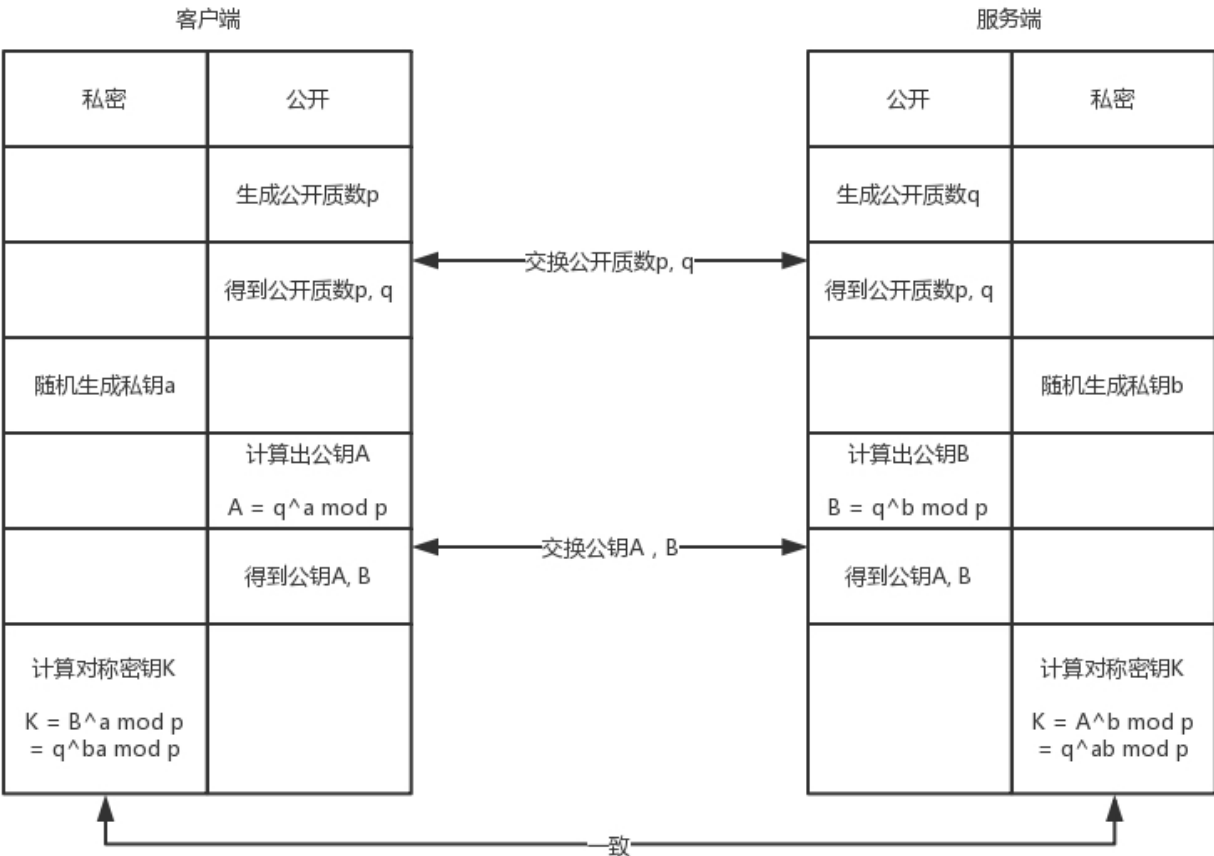 客户端
服务端
私密
公开
公开
私密
生成公开质数p
生成公开质数q
交换公开质数p, q
得到公开质数p, q
得到公开质数p, q
随机生成私钥a
随机生成私钥b
计算出公钥A
A = q^a mod p
计算出公钥B
B = q^b mod p
交换公钥A，B
得到公钥A, B
得到公钥A, B
计算对称密钥K
K = B^a mod p
= q^ba mod p
计算对称密钥K
K = A^b mod p
= q^ab mod p
一致